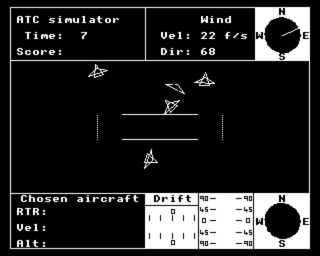 ATC simulator Wind N
Time: 7 Vel: 22 f/s W E
Score: Dir: 68 S
Chosen aircraft Drift 90- -90 N
RTR: 45- -45
Vel: 0- -0 W E
45- -45
Alt: 90- -90 S